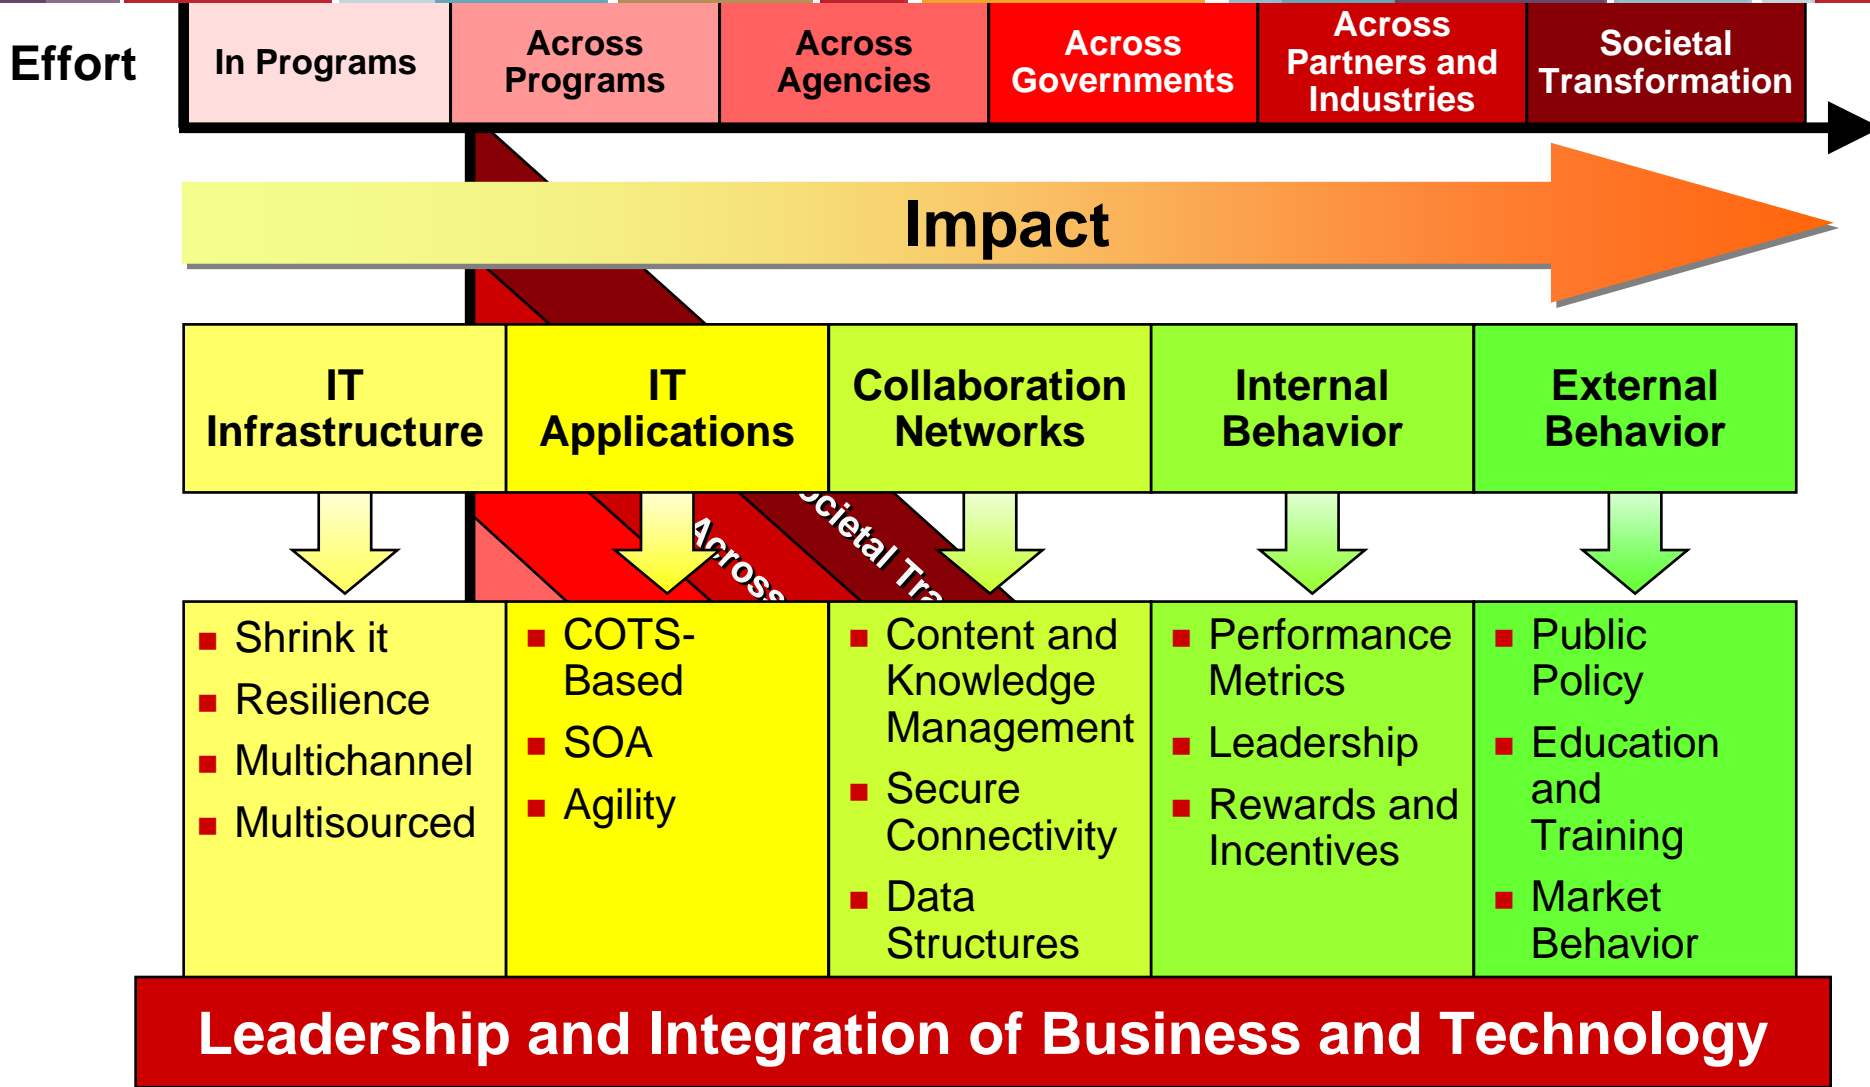 Effort
In Programs
Across
Programs
Across
Agencies
Across
Governments
Across
Partners and
Industries
Societal
Transformation
Impact
IT
Infrastructure
IT
Applications
Collaboration
Networks
Internal
Behavior
External
Behavior
Across
Shrink it
Resilience
Multichannel
Multisourced
COTS-
Based
SOA
Agility
Content and
Knowledge
Management
Secure
Connectivity
Data
Structures
Performance
Metrics
Leadership
Rewards and
Incentives
Public
Policy
Education
and
Training
Market
Behavior
Leadership and Integration of Business and Technology